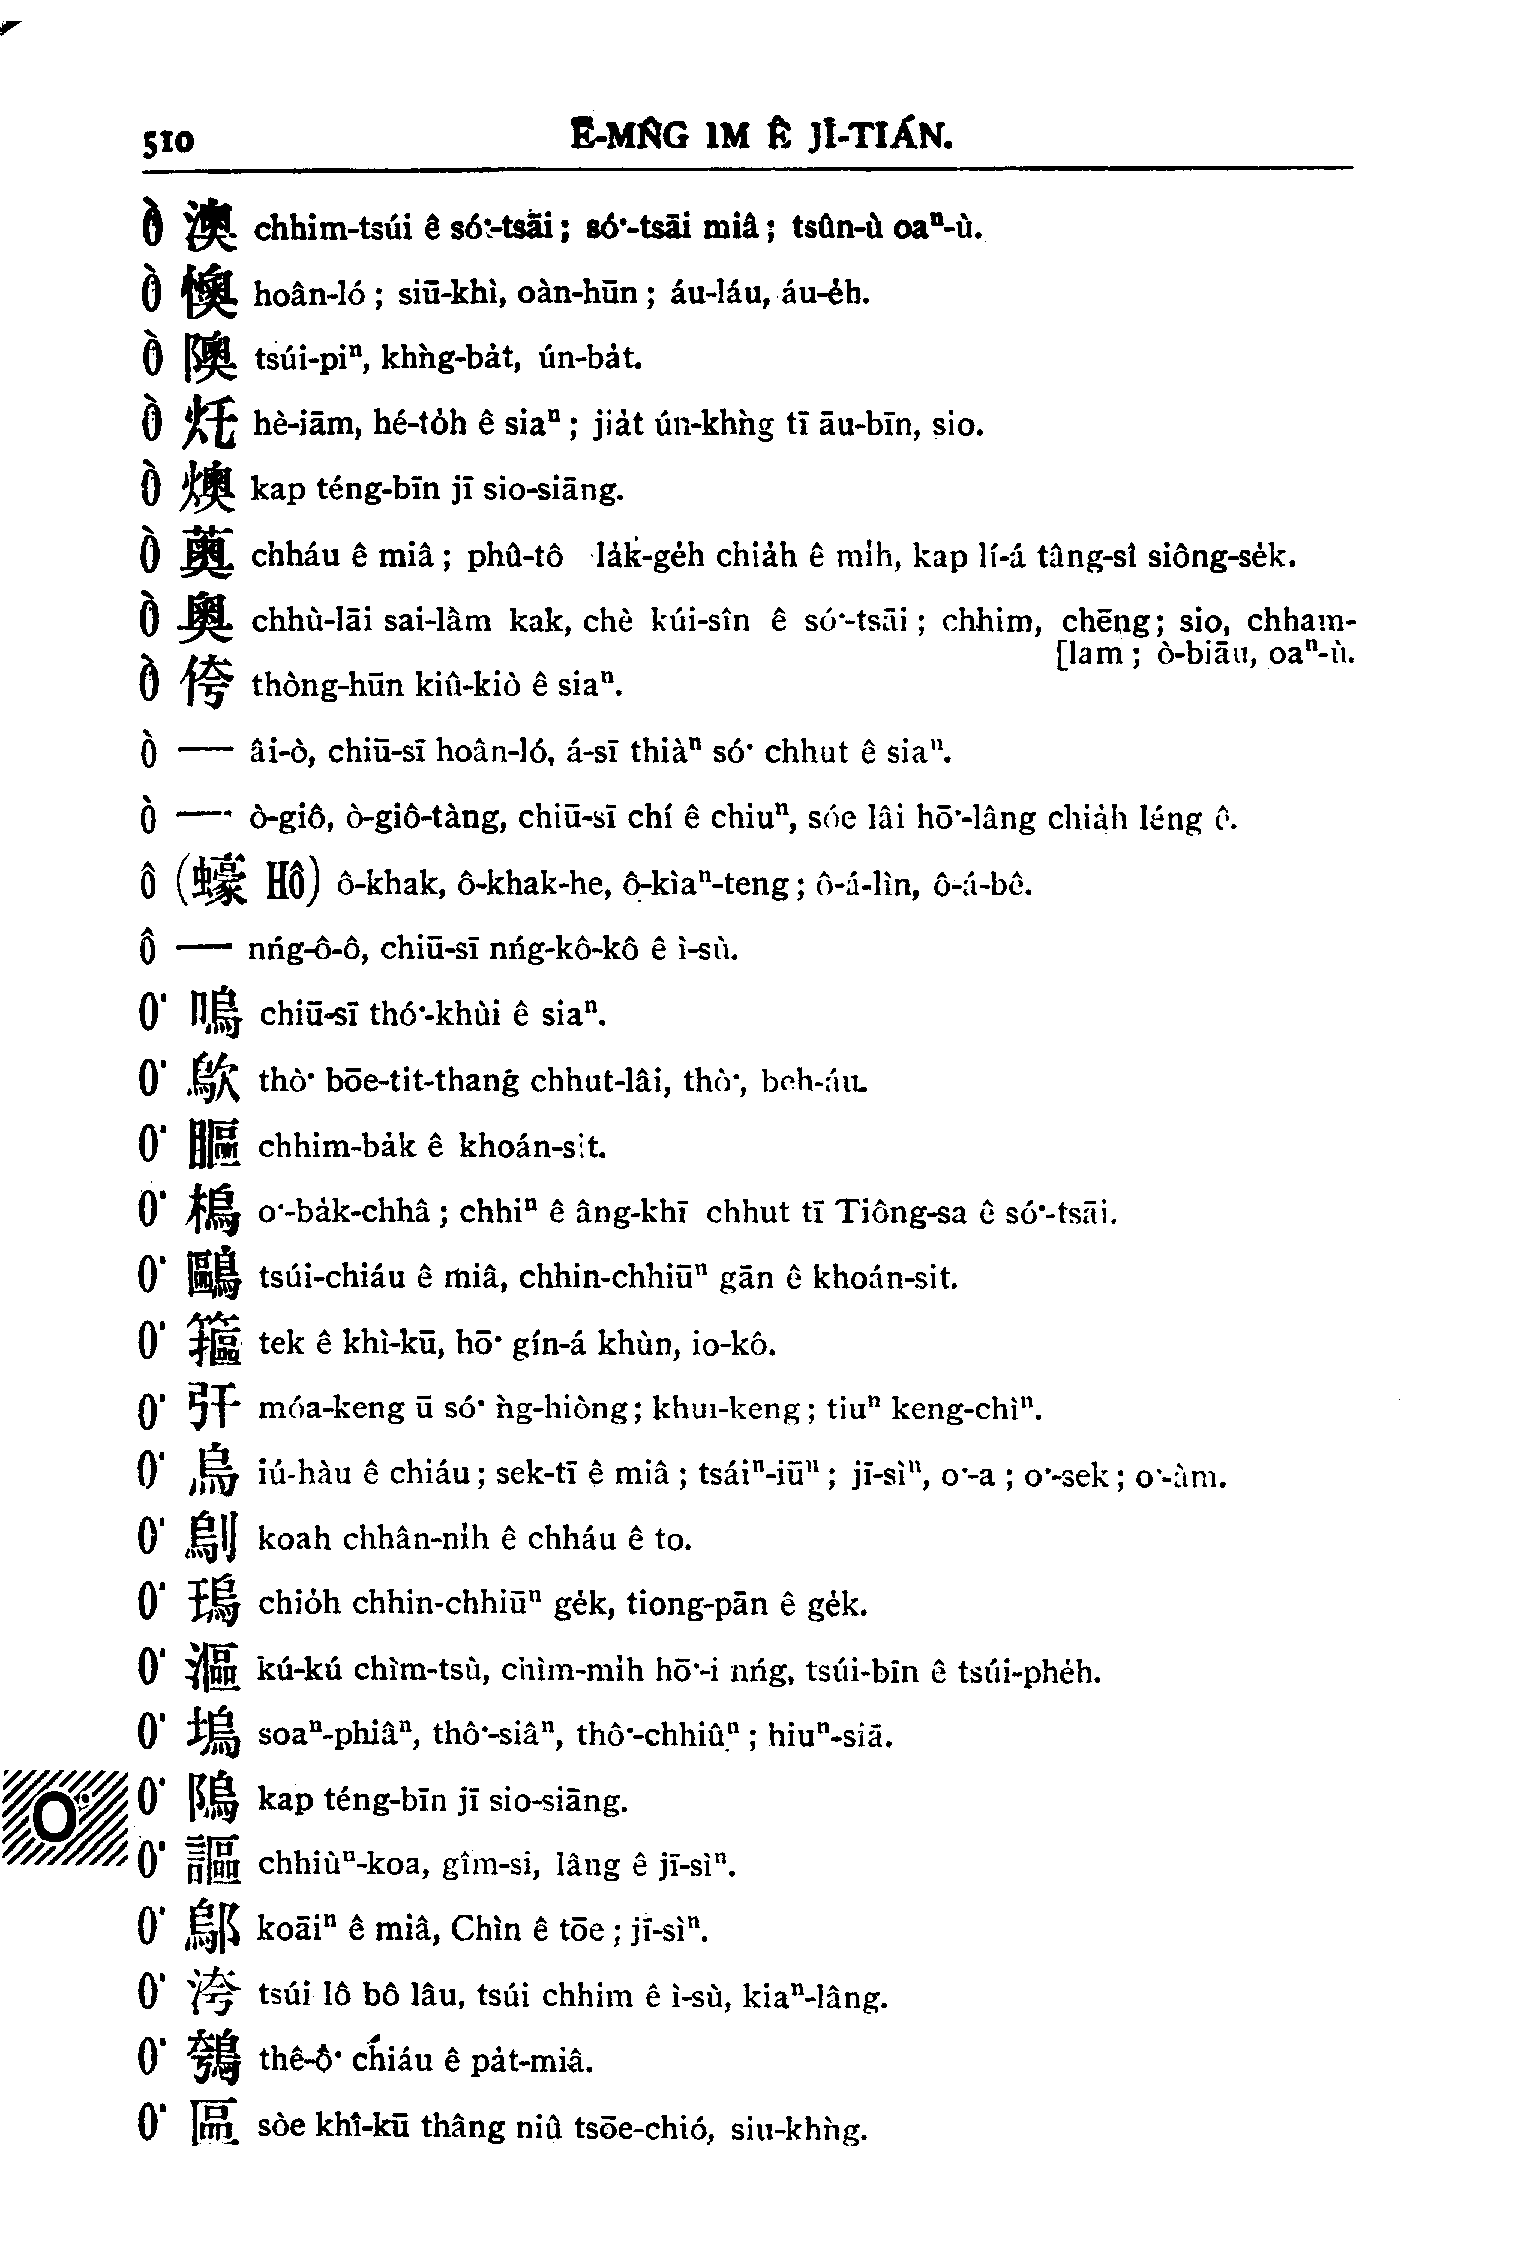 510 Ē-MN̂G IM Ê JĪ-TIÁN.
Ò 澳 chhim-tsúi ê só͘-tsāi; só͘-tsāi miâ; tsûn-ù oaⁿ-ù.
Ò 懊 hoân-ló; siū-khì, oàn-hūn; áu-láu, áu-e̍h.
Ò 隩 tsúi-piⁿ, khǹg-ba̍t, ún-ba̍t.
Ò 灹 hè-iām, hé-to̍h ê siaⁿ; jia̍t ún-khǹg tī āu-bīn, sio.
Ò 燠 kap téng-bīn jī sio-siāng.
Ò 薁 chháu ê miâ; phû-tô la̍k-ge̍h chia̍h ê mi̍h, kap lí-á tâng-sî siông-se̍k.
Ò 奧 chhù-lāi sai-lâm kak, chè kúi-sîn ê só͘-tsāi; chhim, chēng; sio, chham-
[lam; ò-biāu, oaⁿ-ù.
Ò 侉 thòng-hūn kiû-kiò ê siaⁿ.
Ò — âi-ò, chiū-sī hoân-ló, á-sī thiàⁿ só͘ chhut ê siaⁿ.
Ò — ò-giô, ò-giô-tàng, chiū-sī chí ê chiuⁿ, sóe lâi hō͘-lâng chia̍h léng ê.
Ô (蠔 Hô) ô-khak, ô-khak-he, ô-kìaⁿ-teng; ô-á-lìn, ô-á-bê.
Ô — nńg-ô-ô, chiū-sī nńg-kô-kô ê ì-sù.
O͘ 嗚 chiū-sī thó͘-khùi ê siaⁿ.
O͘ 歍 thò͘ bōe-tit-thang chhut-lâi, thò͘, beh-áu.
O͘ 瞘 chhim-ba̍k ê khoán-sit.
O͘ 樢 o͘-ba̍k-chhâ; chhiⁿ ê âng-khī chhut tī Tiông-sa ê só͘-tsāi.
O͘ 鷗 tsúi-chiáu ê miâ, chhin-chhiūⁿ gān ê khoán-sit.
O͘ tek ê khì-kū, hō͘ gín-á khùn, io-kô.
O͘ 弙 móa-keng ū só͘ ǹg-hiòng; khui-keng; tiuⁿ keng-chìⁿ.
O͘ 烏 iú-hàu ê chiáu; sek-tī ê miâ; tsáiⁿ-iūⁿ; jī-sìⁿ, o͘-a; o͘-sek; o͘-àm.
O͘ koah chhân-ni̍h ê chháu ê to.
O͘ 瑦 chio̍h chhin-chhiūⁿ ge̍k, tiong-pān ê ge̍k.
O͘ 漚 kú-kú chìm-tsù, chìm-mi̍h hō͘-i nńg, tsúi-bīn ê tsúi-phe̍h.
O͘ 塢 soaⁿ-phiâⁿ, thô͘-siâⁿ, thô͘-chhiûⁿ; hiuⁿ-siā.
O͘ 隖 kap téng-bīn jī sio-siāng.
O͘
O͘ 謳 chhiùⁿ-koa, gîm-si, lâng ê jī-sìⁿ.
O͘ 鄔 koāiⁿ ê miâ, Chìn ê tōe; jī-sìⁿ.
O͘ 洿 tsúi lô bô lâu, tsúi chhim ê ì-sù, kiaⁿ-lâng.
O͘ 鴮 thê-ô͘ chiáu ê pa̍t-miâ.
O͘ 區 sòe khì-kū thâng niû tsōe-chió, siu-khǹg.